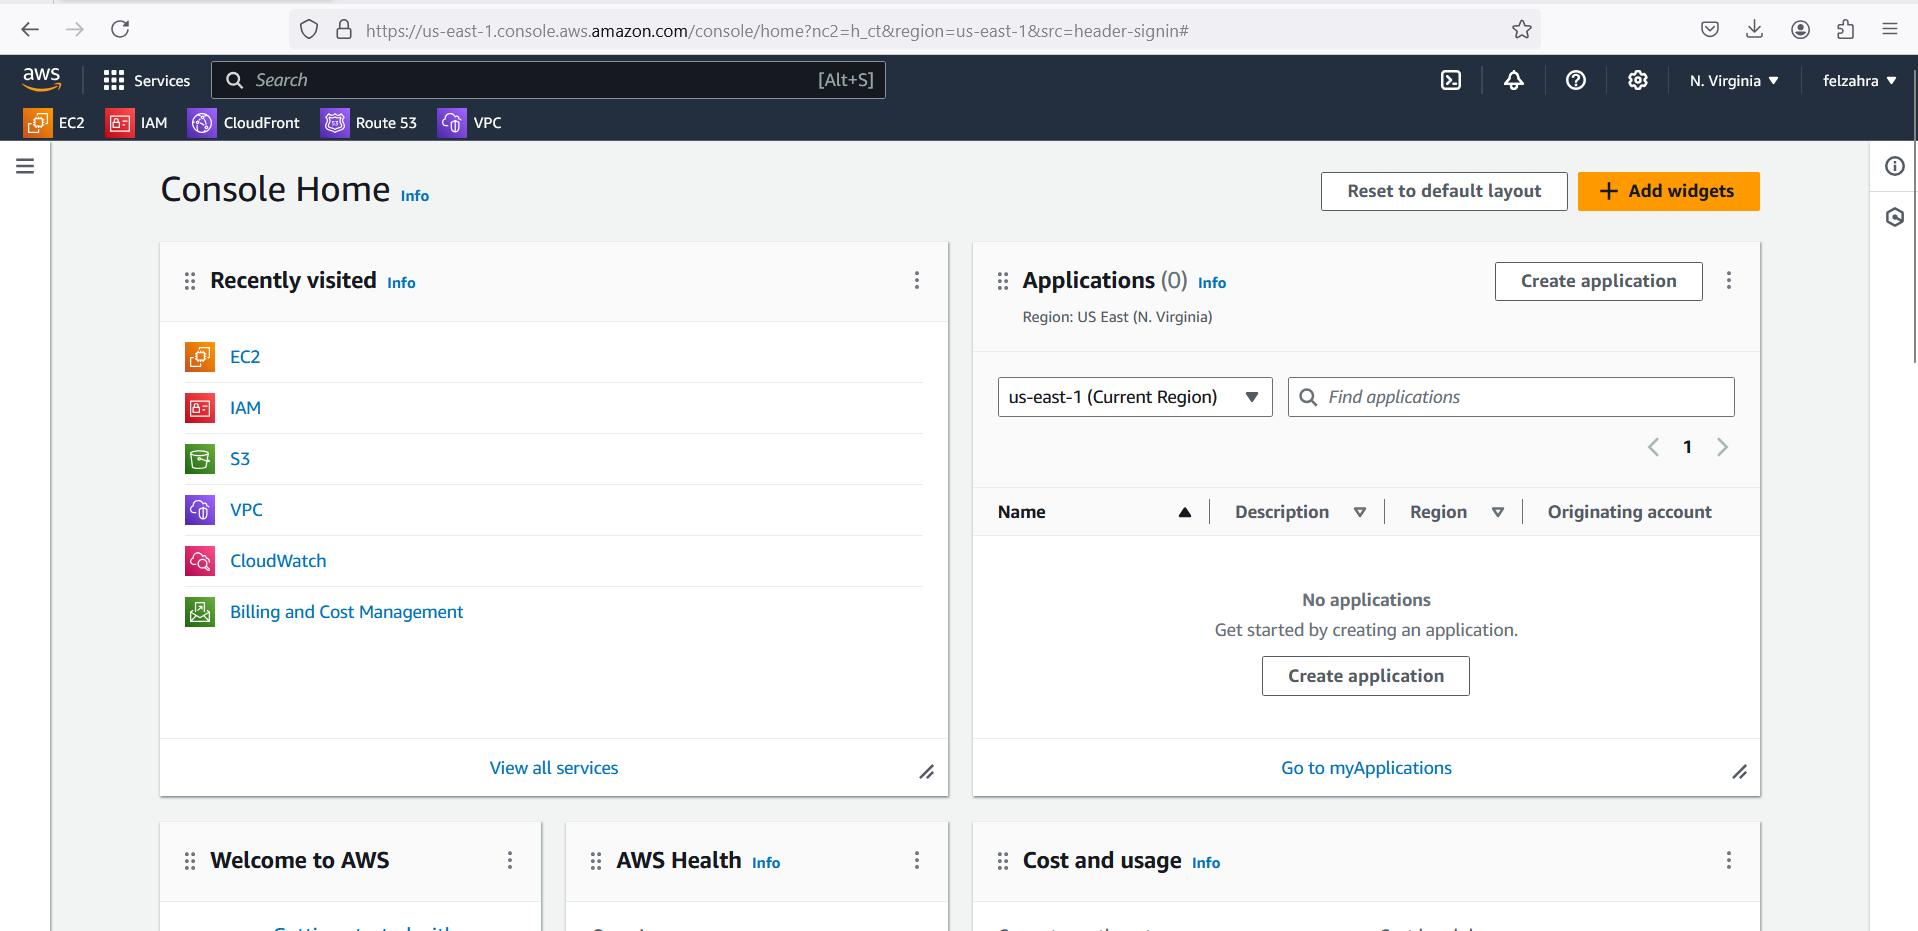 https://us-east-1.console.aws.amazon.com/console/home?nc2=h_ct&region=us-east-1&src=header-signin#
aws Services Search [Alt+S] N. Virginia felzahra
EC2 IAM CloudFront Route 53 VPC
Console Home Info Reset to default layout Add widgets
Recently visited Info
EC2
IAM
S3
VPC
CloudWatch
Billing and Cost Management
View all services
Applications (0) Info Create application
Region: US East (N. Virginia)
us-east-1 (Current Region) Find applications
1
Name Description Region Originating account
No applications
Get started by creating an application.
Create application
Go to myApplications
Welcome to AWS
AWS Health Info
Cost and usage Info